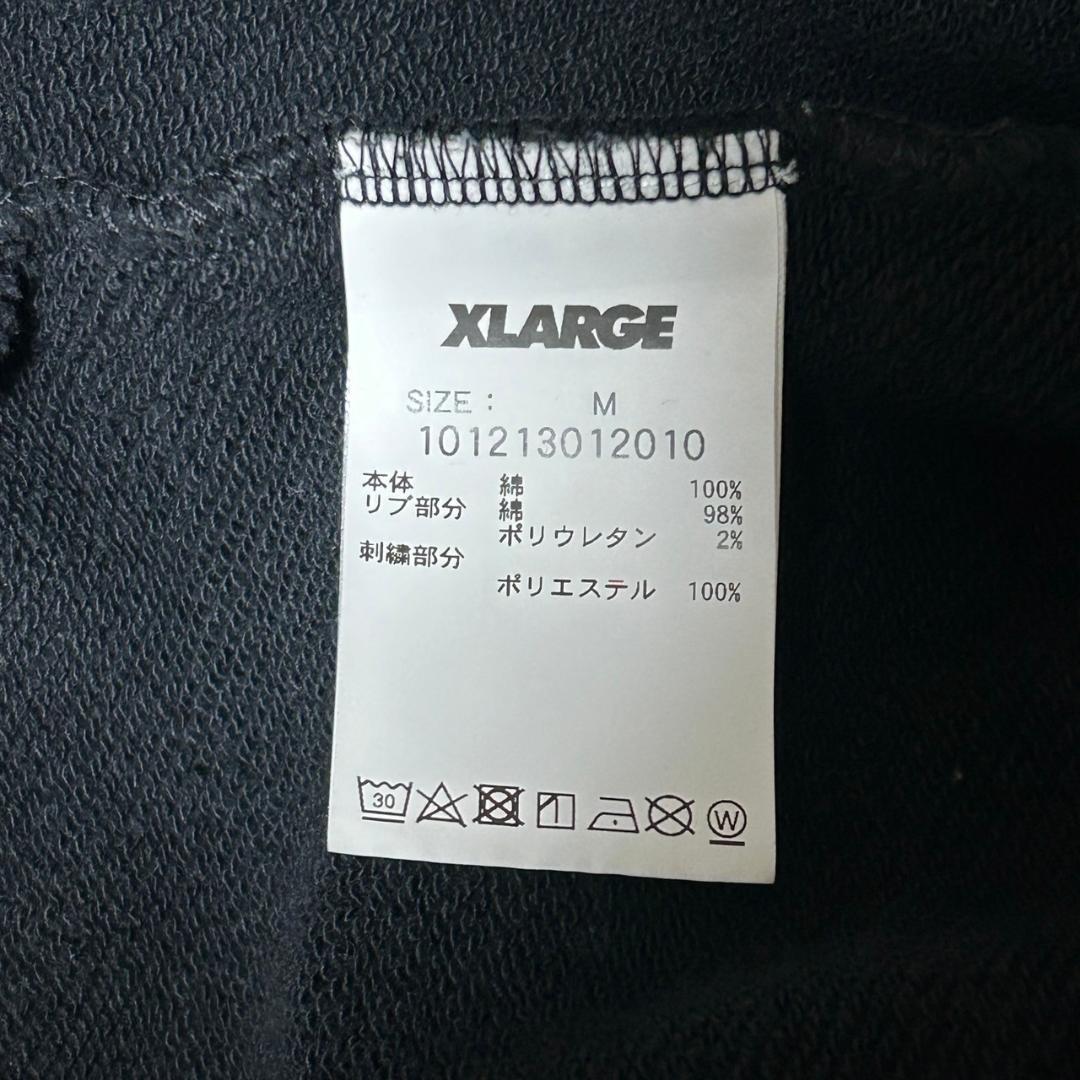 XLARGE
SIZE： M
101213012010
本体 綿 100%
リブ部分 綿 98%
ポリウレタン 2%
刺繍部分
ポリエステル 100%
30
W